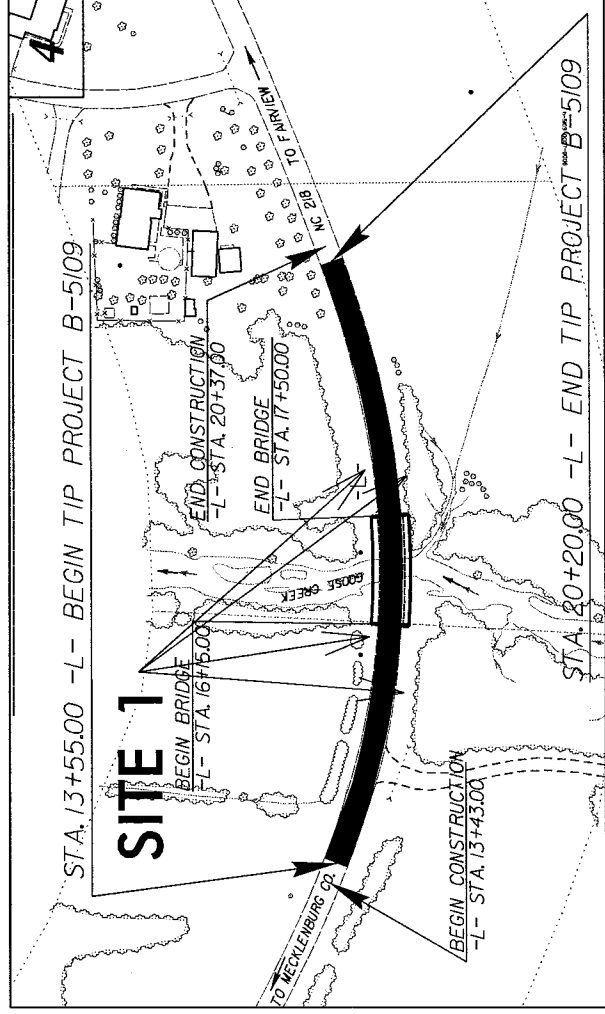 4
STA. 13+55.00 -L- BEGIN TIP PROJECT B-5109
SITE 1
BEGIN BRIDGE
-L- STA. 16+15.00
END CONSTRUCTION
-L- STA. 20+37.00
END BRIDGE
-L- STA. 17+50.00
NC 218
TO FAIRVIEW
-L-
GOOSE CREEK
TO MECKLENBURG CO.
BEGIN CONSTRUCTION
-L- STA. 13+43.00
STA. 20+20.00 -L- END TIP PROJECT B-5109